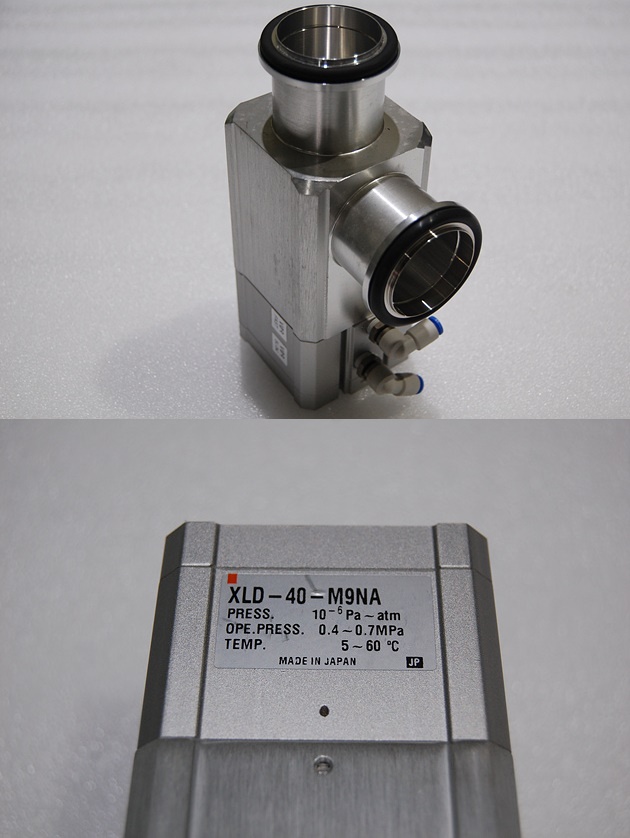 XLD-40-M9NA
PRESS. 10⁻⁶ Pa~atm
OPE.PRESS. 0.4~0.7MPa
TEMP. 5~60 ℃
MADE IN JAPAN JP